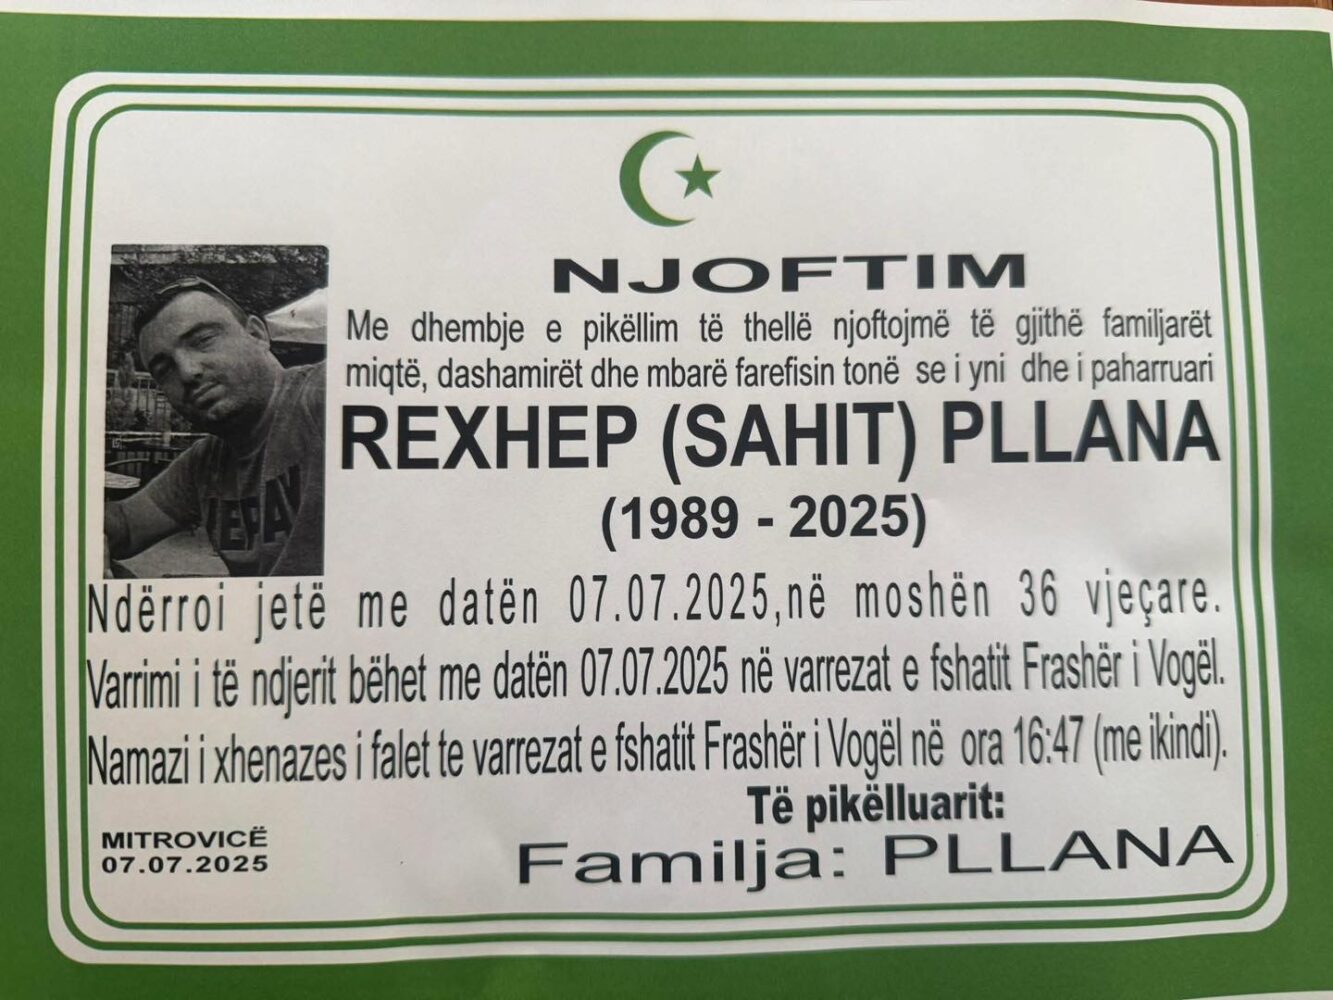 NJOFTIM
Me dhembje e pikëllim të thellë njoftojmë të gjithë familjarët
miqtë, dashamirët dhe mbarë farefisin tonë se i yni dhe i paharruari
REXHEP (SAHIT) PLLANA
(1989 - 2025)
Ndërroi jetë me datën 07.07.2025,në moshën 36 vjeçare.
Varrimi i të ndjerit bëhet me datën 07.07.2025 në varrezat e fshatit Frashër i Vogël.
Namazi i xhenazes i falet te varrezat e fshatit Frashër i Vogël në ora 16:47 (me ikindi).
Të pikëlluarit:
Familja: PLLANA
MITROVICË
07.07.2025